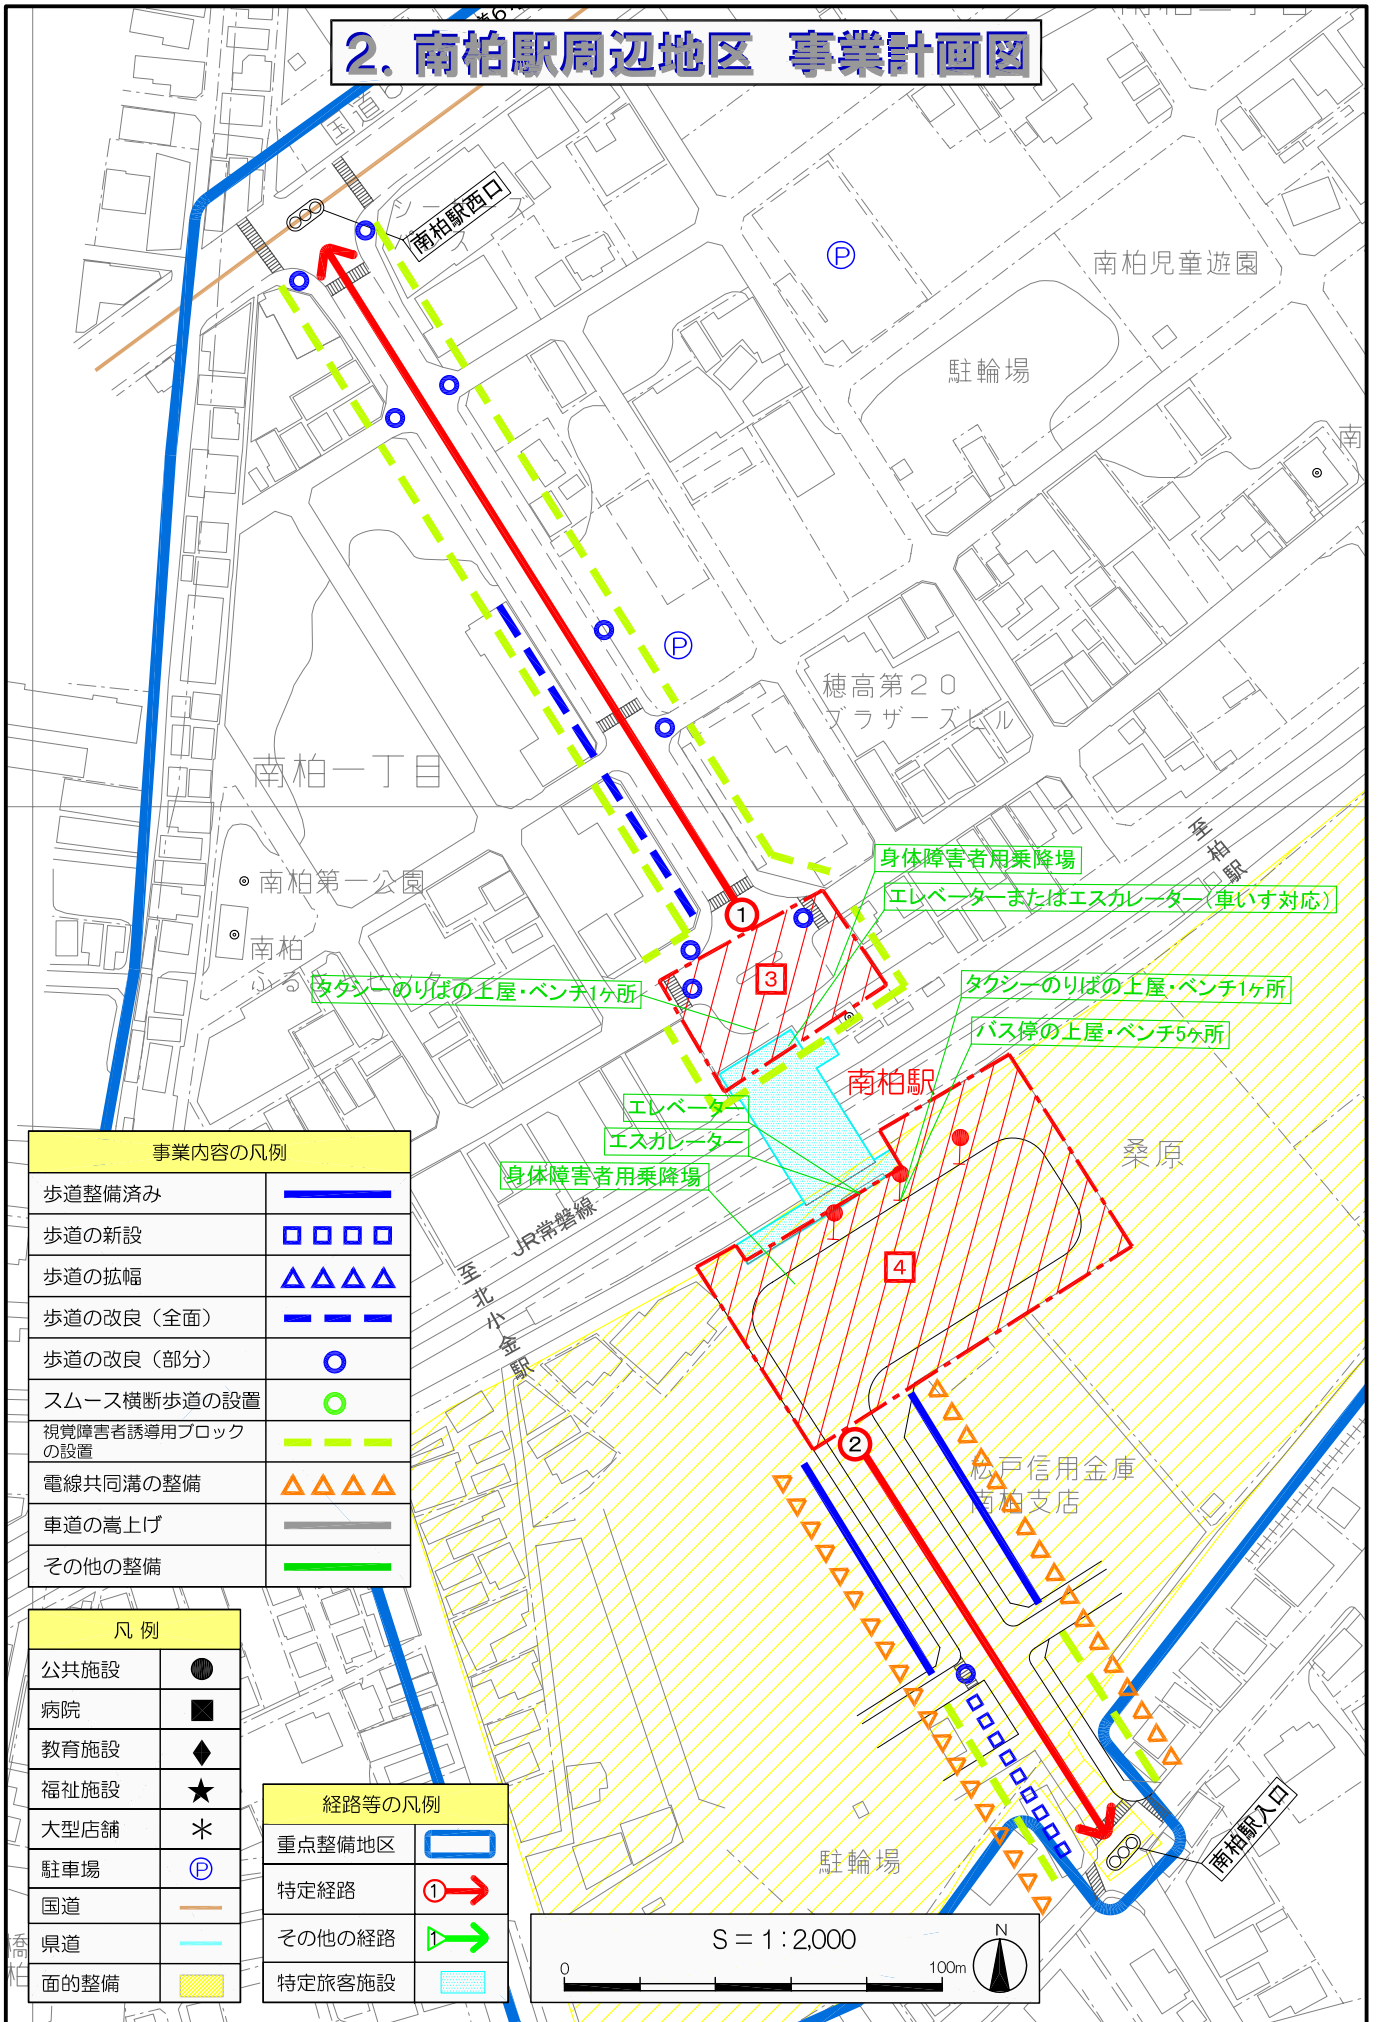 2. 南柏駅周辺地区 事業計画図
南柏駅西口
南柏児童遊園
駐輪場
南
穂高第20
ブラザーズビル
南柏一丁目
南柏第一公園
南柏
至柏駅
身体障害者用乗降場
エレベーターまたはエスカレーター(車いす対応)
タクシーのりばの上屋・ベンチ1ヶ所
タクシーのりばの上屋・ベンチ1ヶ所
バス停の上屋・ベンチ5ヶ所
1
3
南柏駅
エレベーター
エスカレーター
身体障害者用乗降場
桑原
JR常磐線
至北小金駅
4
2
松戸信用金庫
南柏支店
駐輪場
南柏駅入口
P
P
事業内容の凡例
歩道整備済み
歩道の新設
歩道の拡幅
歩道の改良(全面)
歩道の改良(部分)
スムース横断歩道の設置
視覚障害者誘導用ブロック
の設置
電線共同溝の整備
車道の嵩上げ
その他の整備
凡 例
公共施設
病院
教育施設
福祉施設
大型店舗
駐車場 P
国道
県道
面的整備
経路等の凡例
重点整備地区
特定経路 1
その他の経路 1
特定旅客施設
S = 1 : 2,000
0 100m
N